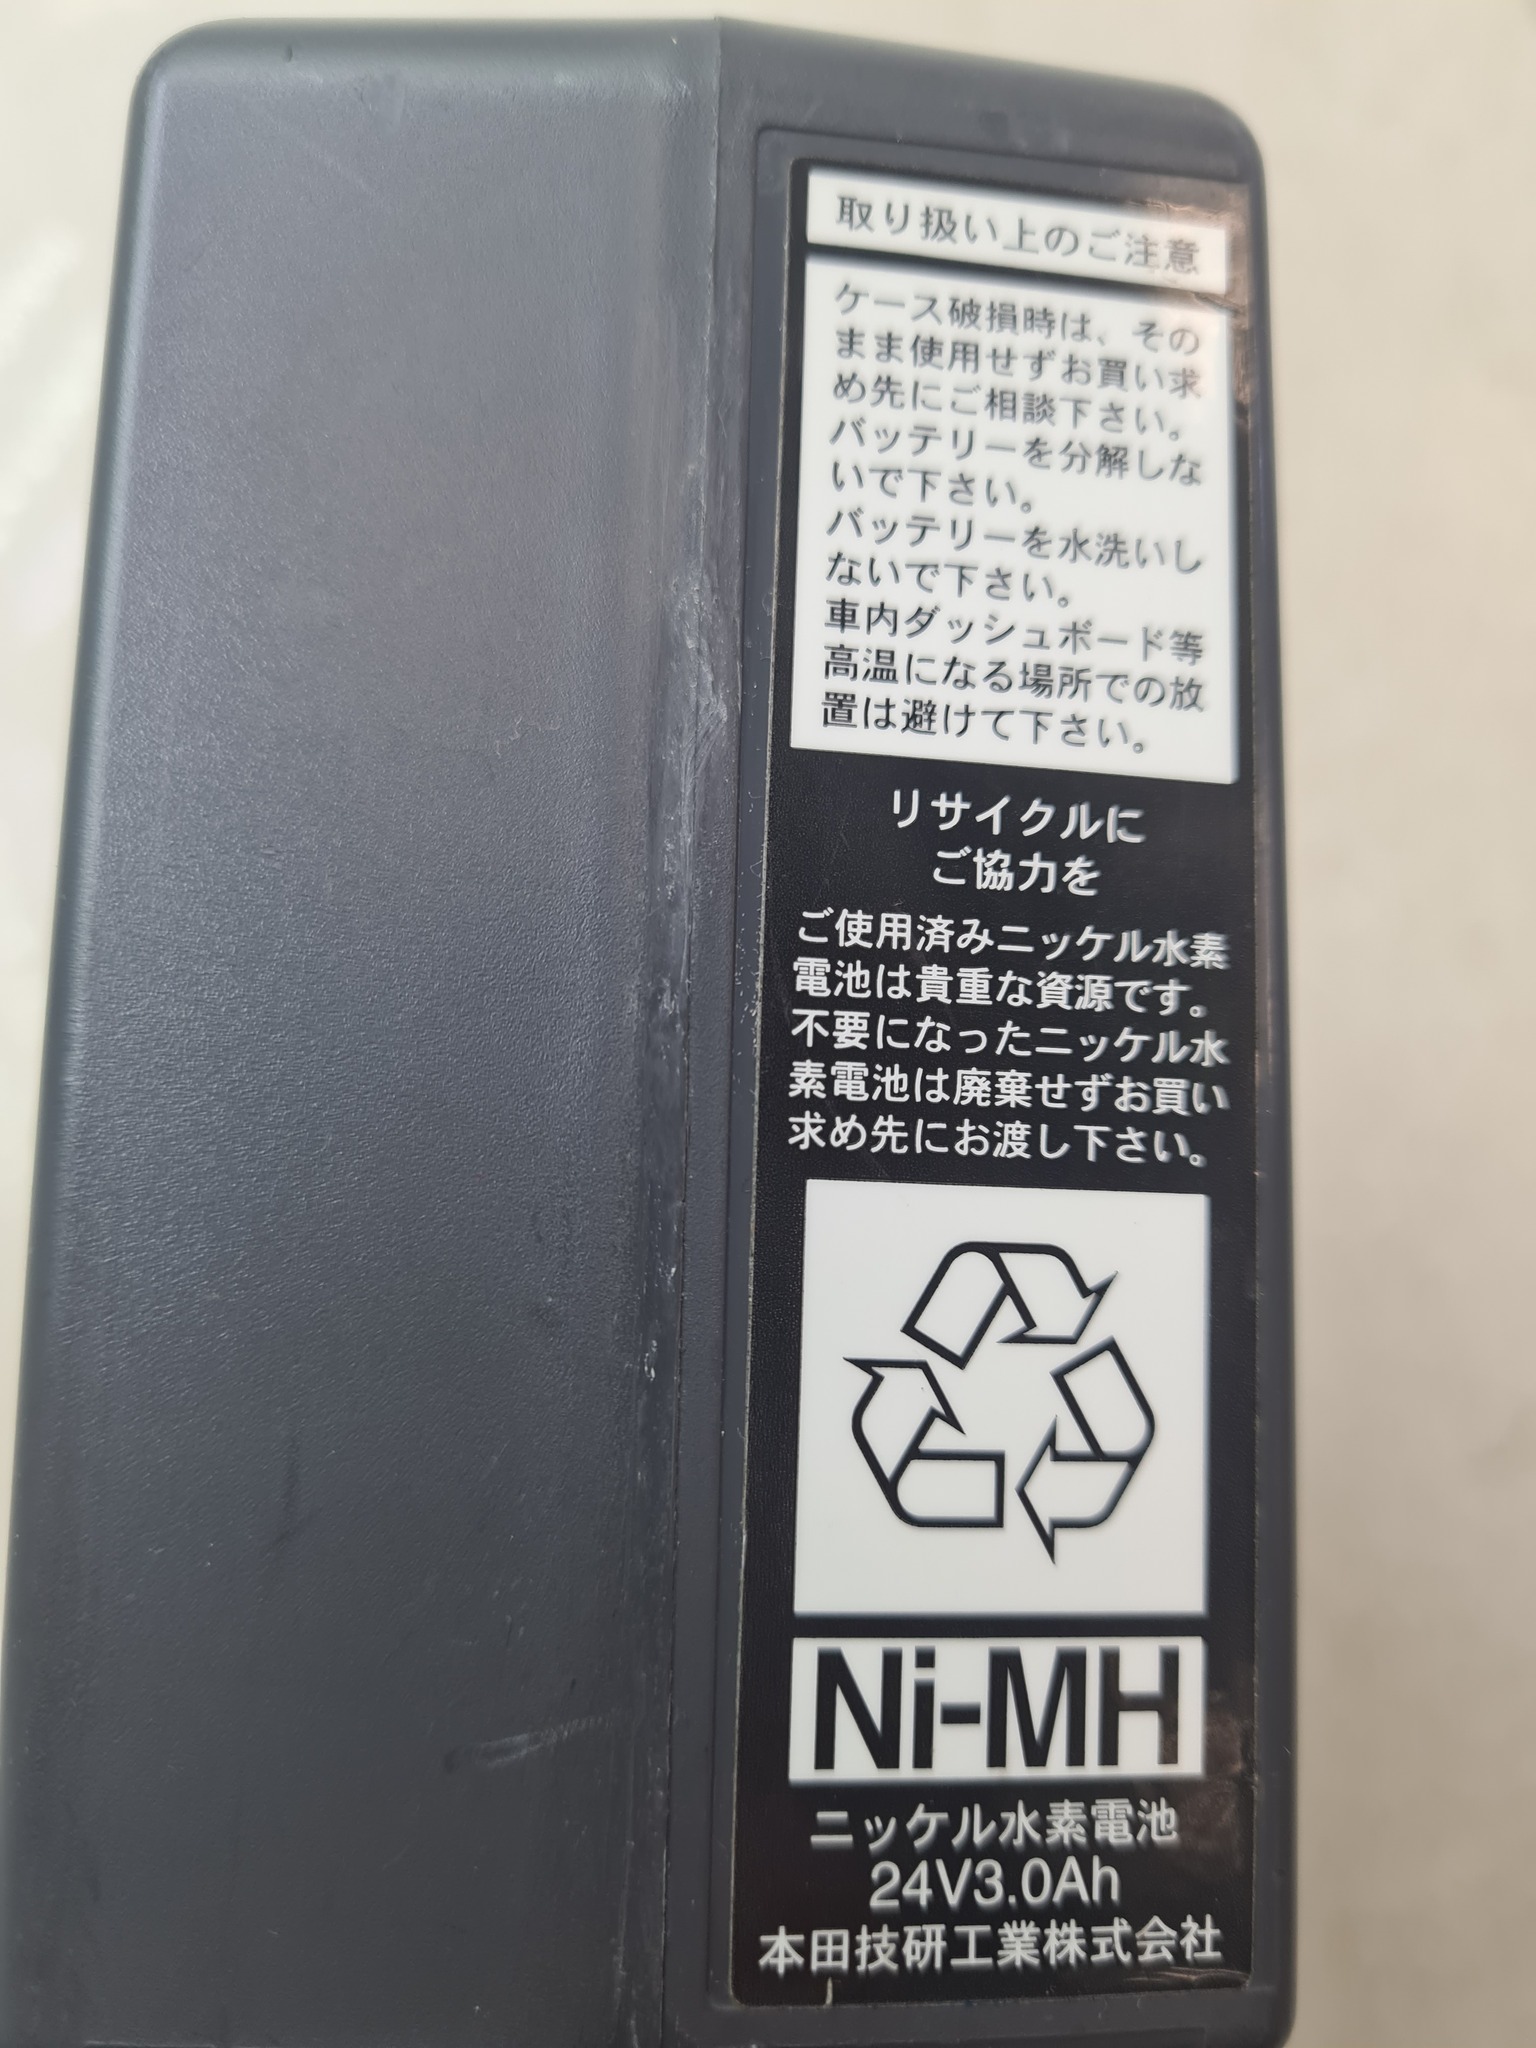 取り扱い上のご注意
ケース破損時は、その
まま使用せずお買い求
め先にご相談下さい。
バッテリーを分解しな
いで下さい。
バッテリーを水洗いし
ないで下さい。
車内ダッシュボード等
高温になる場所での放
置は避けて下さい。
リサイクルに
ご協力を
ご使用済みニッケル水素
電池は貴重な資源です。
不要になったニッケル水
素電池は廃棄せずお買い
求め先にお渡し下さい。
Ni-MH
ニッケル水素電池
24V3.0Ah
本田技研工業株式会社